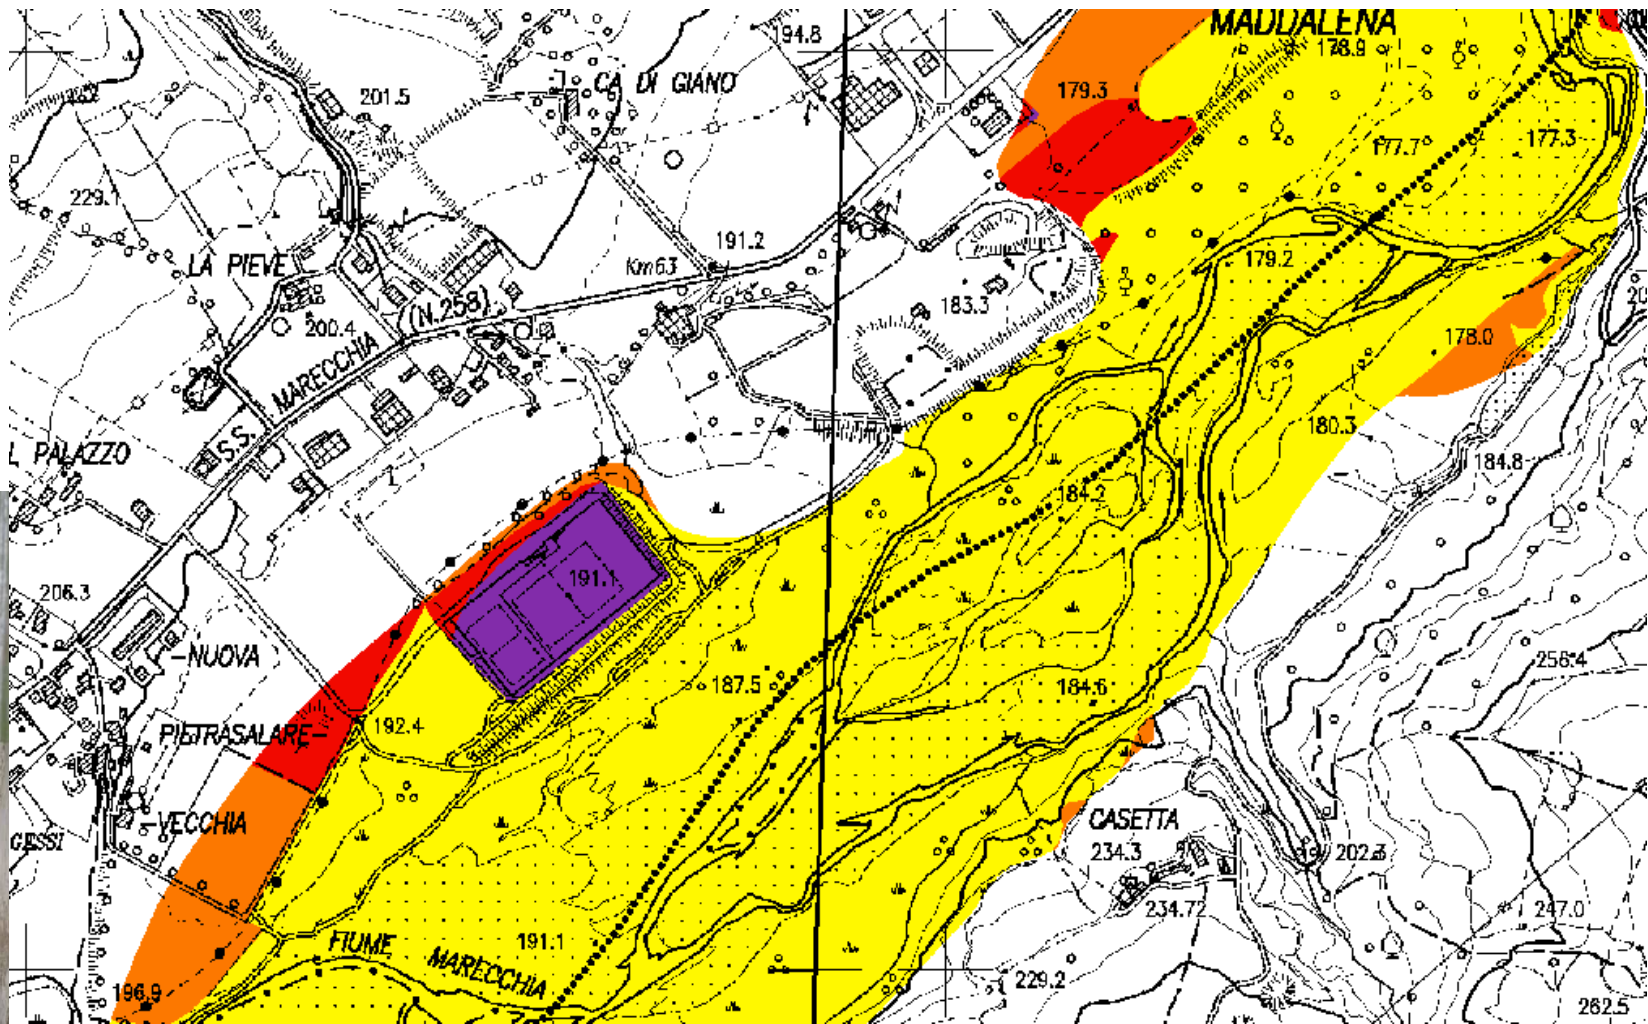 MADDALENA
194.8
178.9
CA DI GIANO
201.5
179.3
177.7
177.3
229.1
191.2
LA PIEVE
Km63
179.2
(N.258)
183.3
200.4
178.0
MARECCHIA
180.3
S.S.
L PALAZZO
184.8
184.2
191.1
206.3
-NUOVA
256.4
187.5
184.6
192.4
PIETRASALARE-
-VECCHIA
CASETTA
GESSI
234.3
202.3
234.72
247.0
FIUME MARECCHIA
191.1
229.2
196.9
262.5